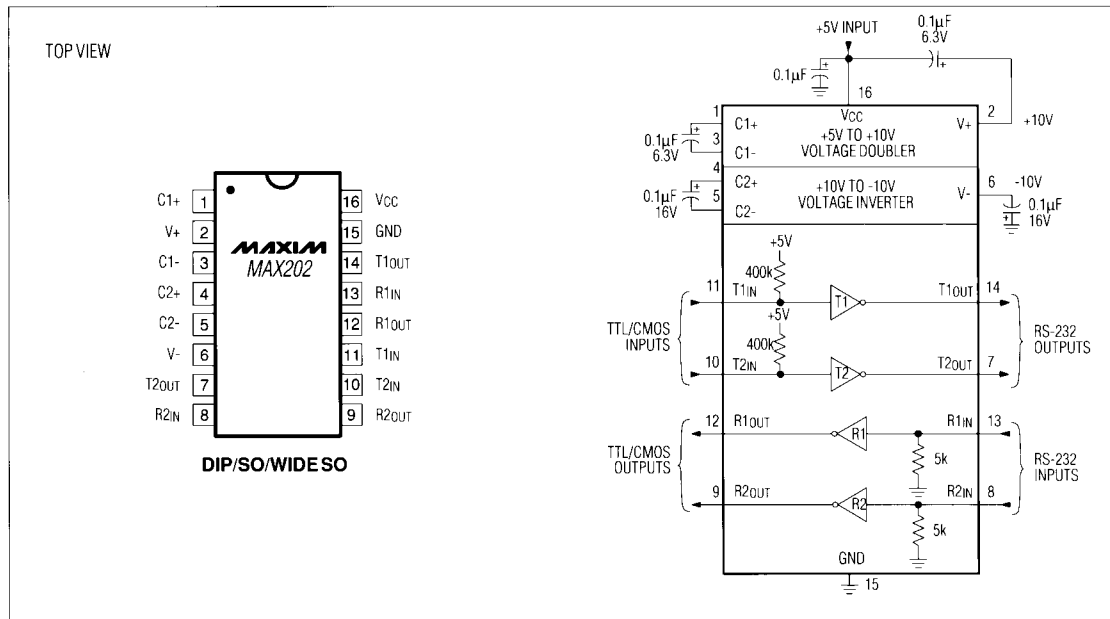 TOP VIEW
C1+ 1
V+ 2
C1- 3
C2+ 4
C2- 5
V- 6
T2OUT 7
R2IN 8
16 VCC
15 GND
14 T1OUT
13 R1IN
12 R1OUT
11 T1IN
10 T2IN
9 R2OUT
MAXIM
MAX202
DIP/SO/WIDE SO
+5V INPUT
0.1µF
6.3V
+
0.1µF
+
16
1
C1+
VCC
V+
2
+10V
+
0.1µF
6.3V
3
C1-
+5V TO +10V
VOLTAGE DOUBLER
4
C2+
+
0.1µF
16V
5
C2-
+10V TO -10V
VOLTAGE INVERTER
V-
6
-10V
0.1µF
16V
+
+5V
400k
11
T1IN
T1
T1OUT
14
+5V
400k
10
T2IN
T2
T2OUT
7
TTL/CMOS
INPUTS
RS-232
OUTPUTS
12
R1OUT
R1
R1IN
13
5k
9
R2OUT
R2
R2IN
8
5k
TTL/CMOS
OUTPUTS
RS-232
INPUTS
GND
15